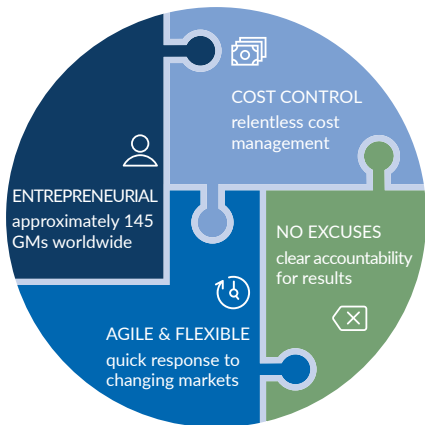 COST CONTROL
relentless cost
management
ENTREPRENEURIAL
approximately 145
GMs worldwide
NO EXCUSES
clear accountability
for results
AGILE & FLEXIBLE
quick response to
changing markets